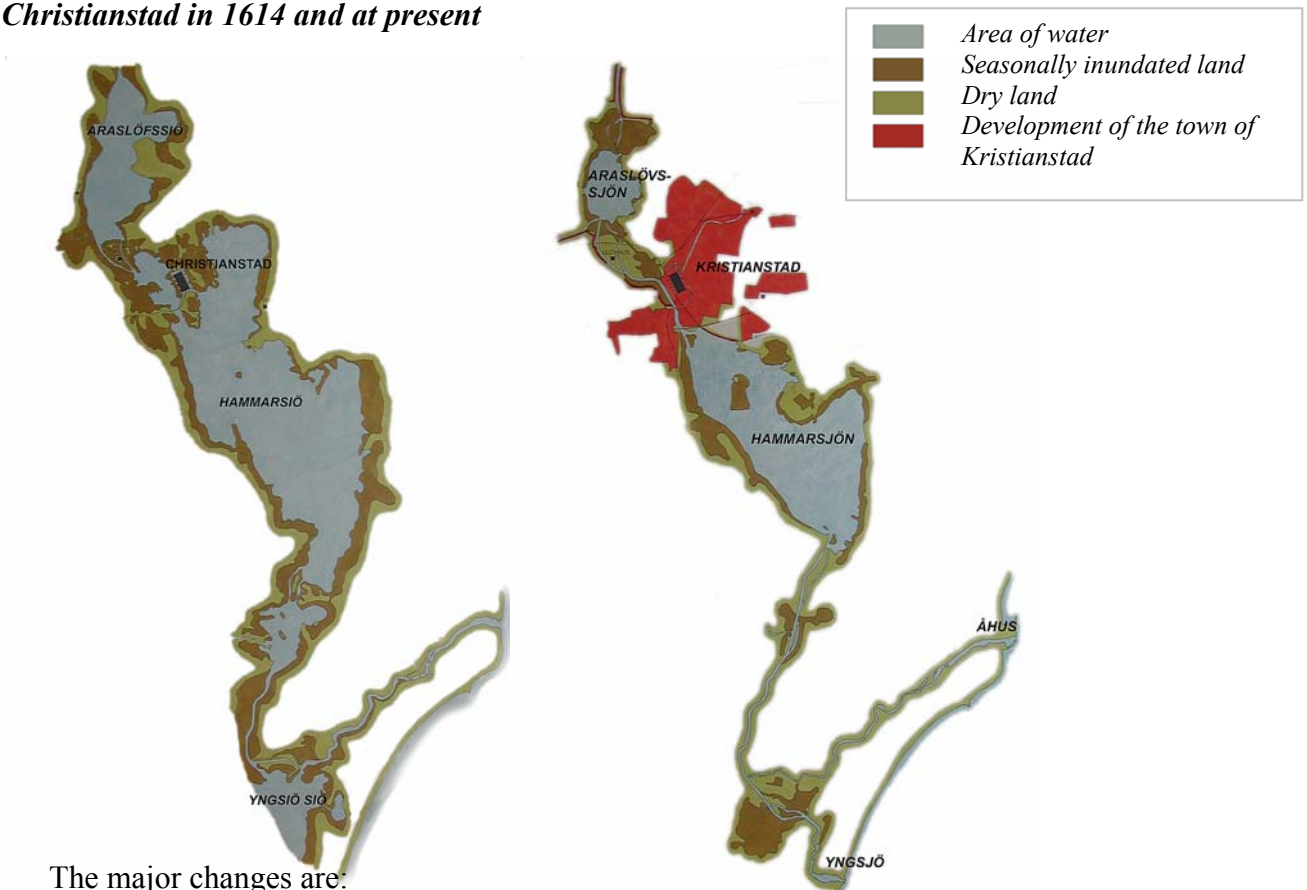 Christianstad in 1614 and at present
Area of water
Seasonally inundated land
Dry land
Development of the town of
Kristianstad
ARASLÖFSSIÖ
CHRISTIANSTAD
HAMMARSIÖ
YNGSIÖ SIÖ
ARASLÖVS-
SJÖN
KRISTIANSTAD
HAMMARSJÖN
ÅHUS
YNGSJÖ
The major changes are: